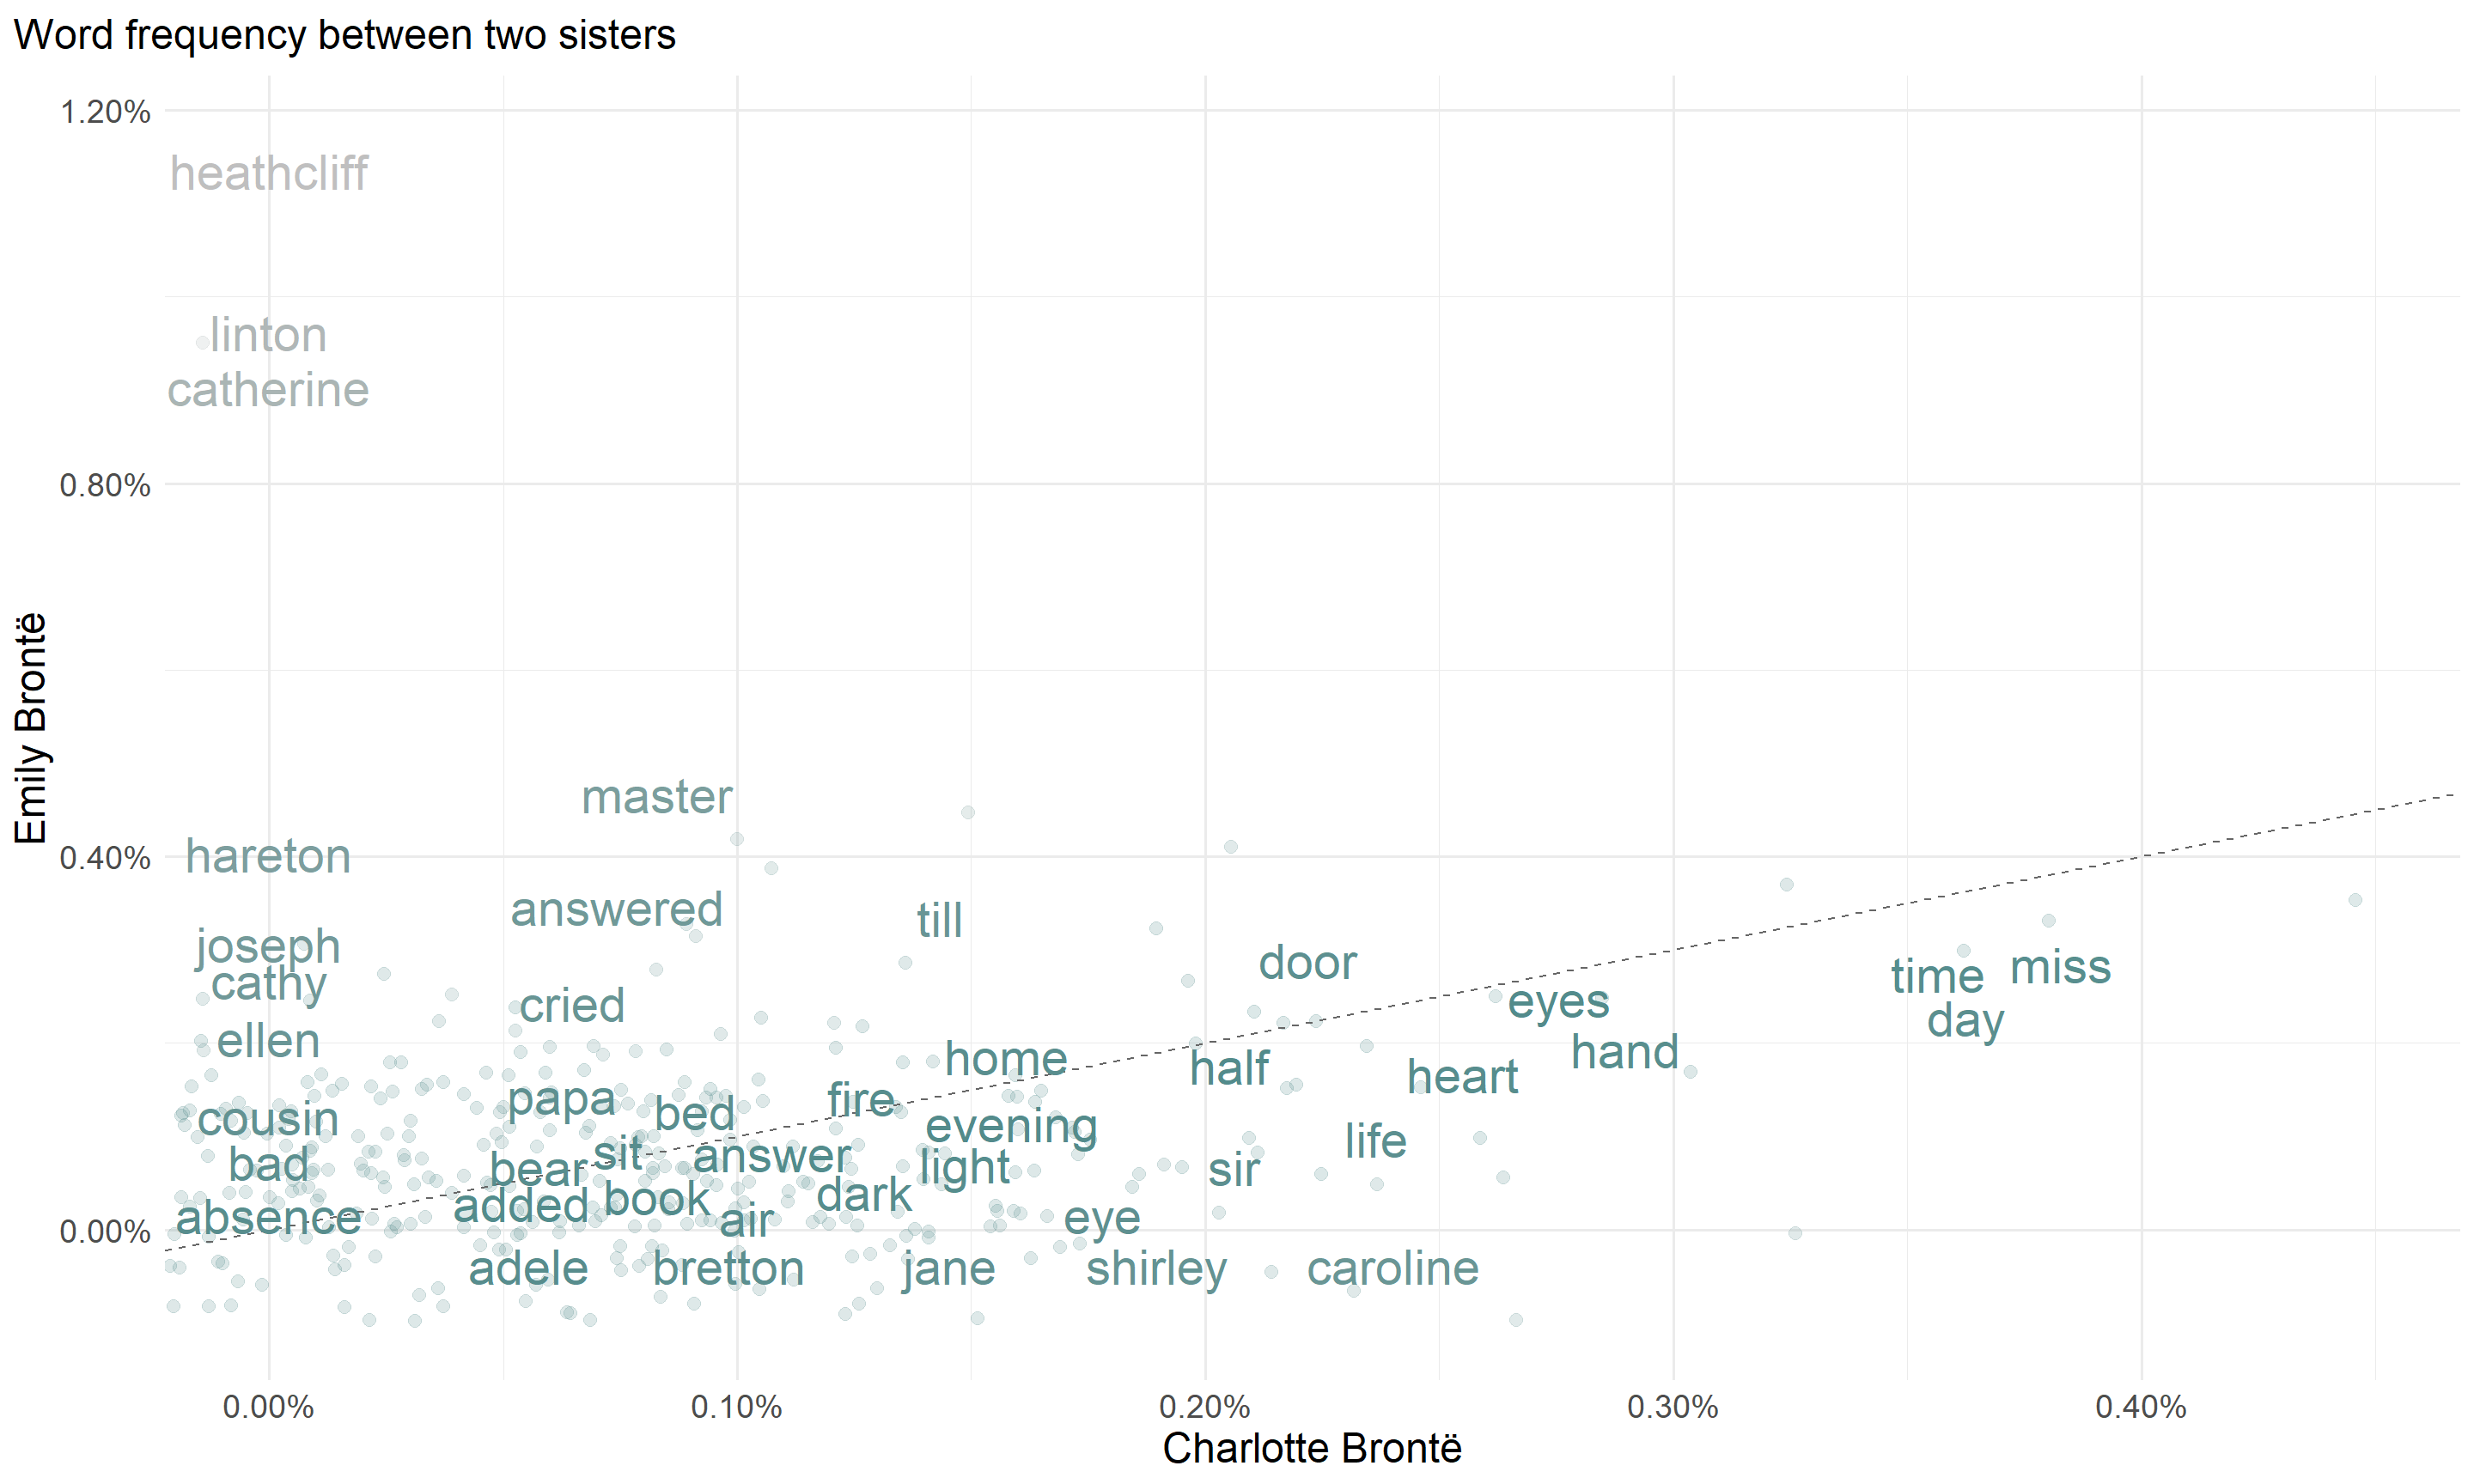 Word frequency between two sisters
1.20%
heathcliff
linton
catherine
0.80%
Emily Brontë
master
hareton
0.40%
answered
till
joseph
door
time
miss
cathy
cried
eyes
day
ellen
home
half
hand
heart
papa
fire
bed
cousin
evening
life
sit
answer
bad
bear
light
sir
added
book
dark
absence
air
eye
0.00%
adele
bretton
jane
shirley
caroline
0.00%
0.10%
0.20%
0.30%
0.40%
Charlotte Brontë